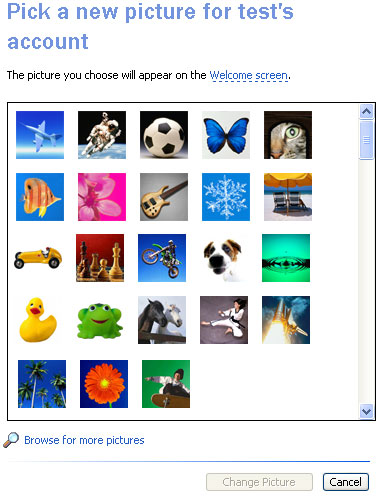 Pick a new picture for test's
account
The picture you choose will appear on the Welcome screen.
Browse for more pictures
Change Picture
Cancel